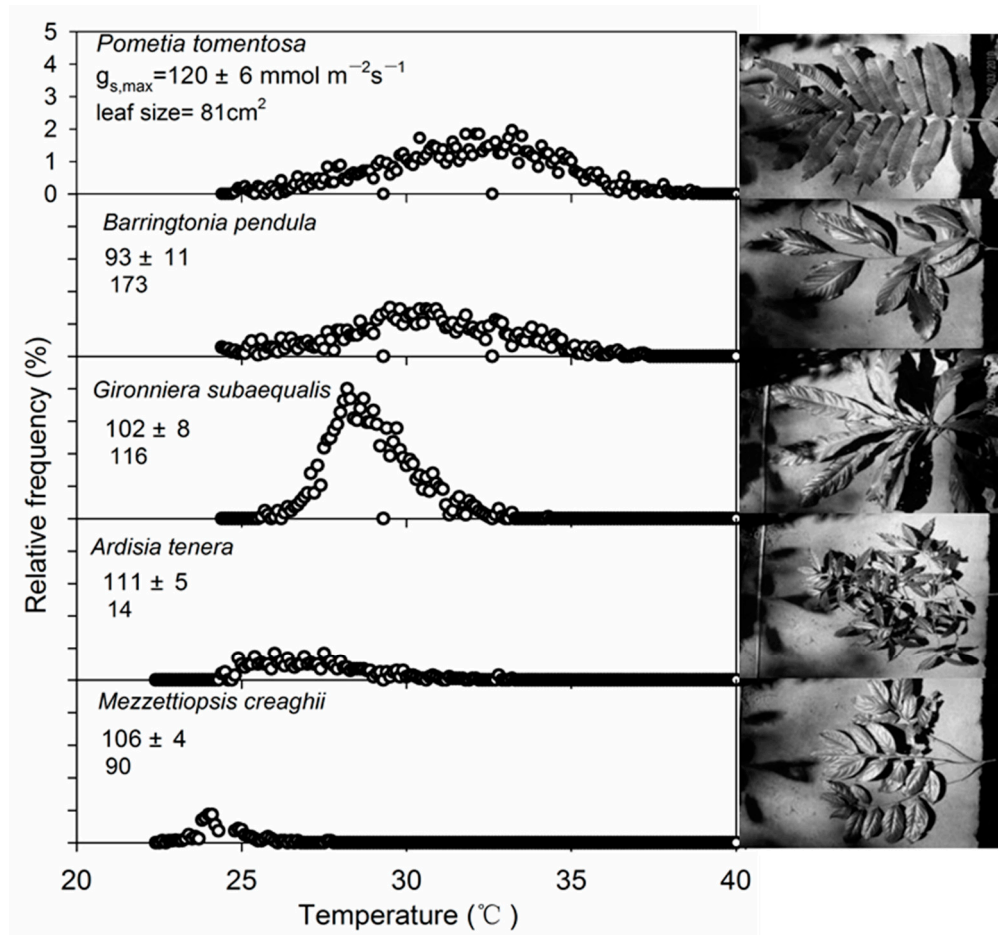 Relative frequency (%)
5
4
3
2
1
0
Pometia tomentosa
gs,max=120 ± 6 mmol m⁻²s⁻¹
leaf size= 81cm²
Barringtonia pendula
93 ± 11
173
Gironniera subaequalis
102 ± 8
116
Ardisia tenera
111 ± 5
14
Mezzettiopsis creaghii
106 ± 4
90
20 25 30 35 40
Temperature (℃)